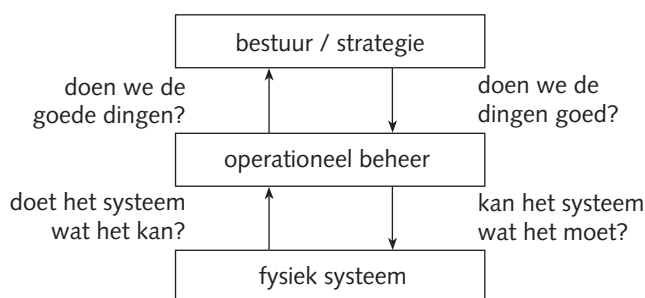 bestuur / strategie
doen we de
goede dingen?
doen we de
dingen goed?
operationeel beheer
doet het systeem
wat het kan?
kan het systeem
wat het moet?
fysiek systeem